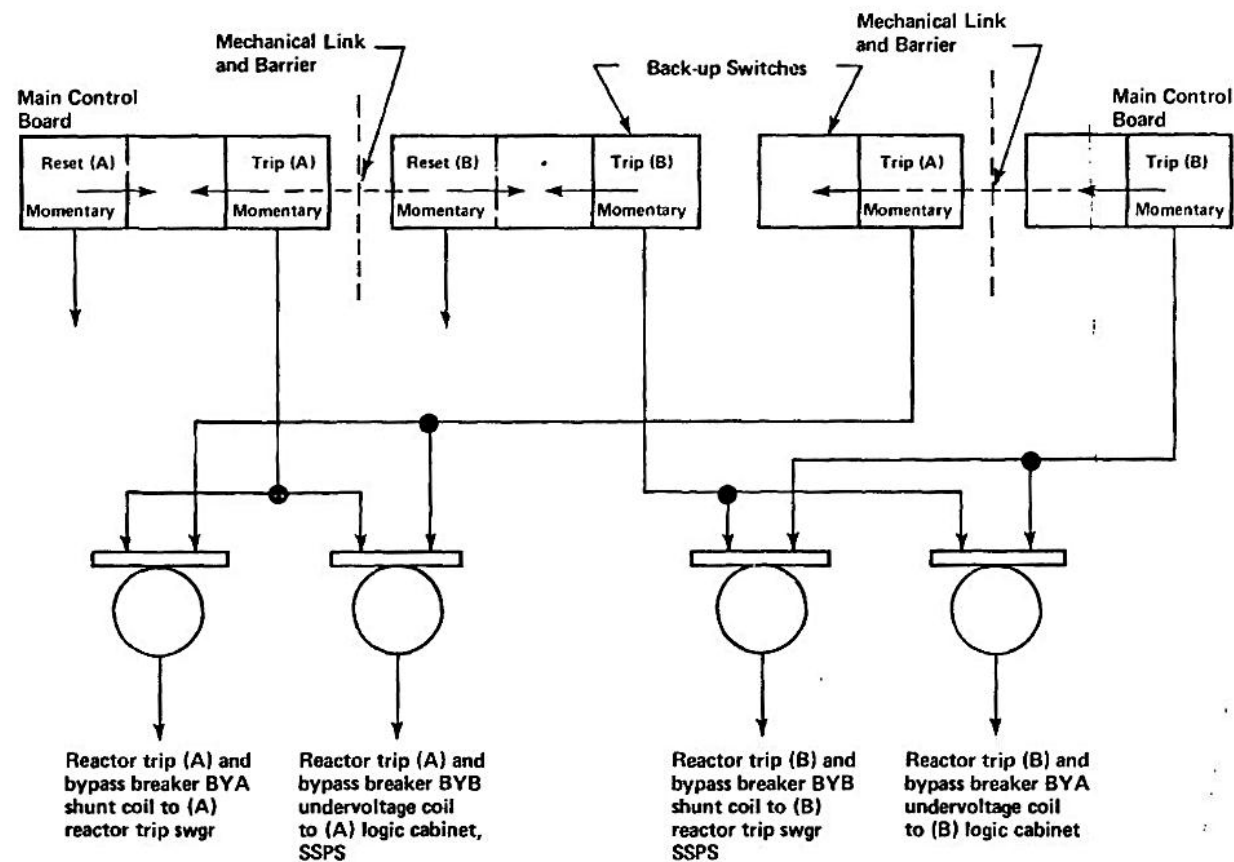 Mechanical Link
and Barrier
Mechanical Link
and Barrier
Back-up Switches
Main Control
Board
Main Control
Board
Reset (A)
Momentary
Trip (A)
Momentary
Reset (B)
Momentary
Trip (B)
Momentary
Trip (A)
Momentary
Trip (B)
Momentary
Reactor trip (A) and
bypass breaker BYA
shunt coil to (A)
reactor trip swgr
Reactor trip (A) and
bypass breaker BYB
undervoltage coil
to (A) logic cabinet,
SSPS
Reactor trip (B) and
bypass breaker BYB
shunt coil to (B)
reactor trip swgr
SSPS
Reactor trip (B) and
bypass breaker BYA
undervoltage coil
to (B) logic cabinet